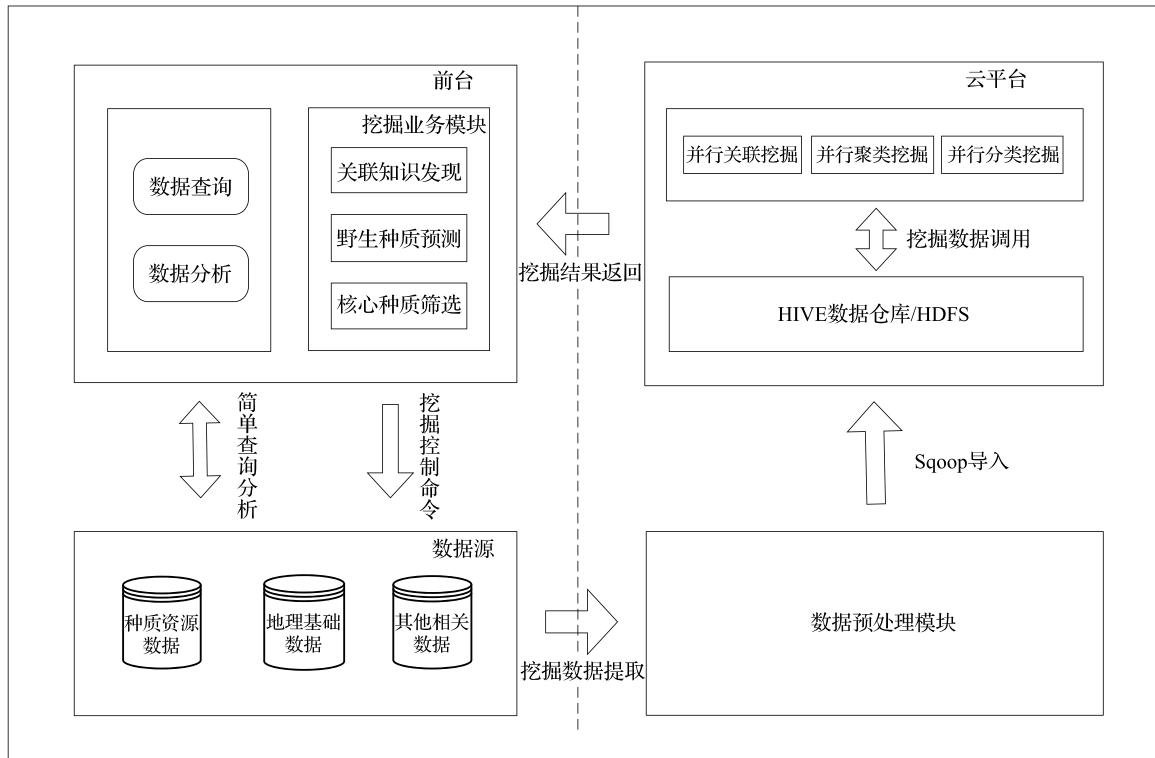 前台
挖掘业务模块
数据查询
数据分析
关联知识发现
野生种质预测
核心种质筛选
挖掘结果返回
云平台
并行关联挖掘
并行聚类挖掘
并行分类挖掘
挖掘数据调用
HIVE数据仓库/HDFS
简单查询分析
挖掘控制命令
Sqoop导入
数据源
种质资源
数据
地理基础
数据
其他相关
数据
挖掘数据提取
数据预处理模块